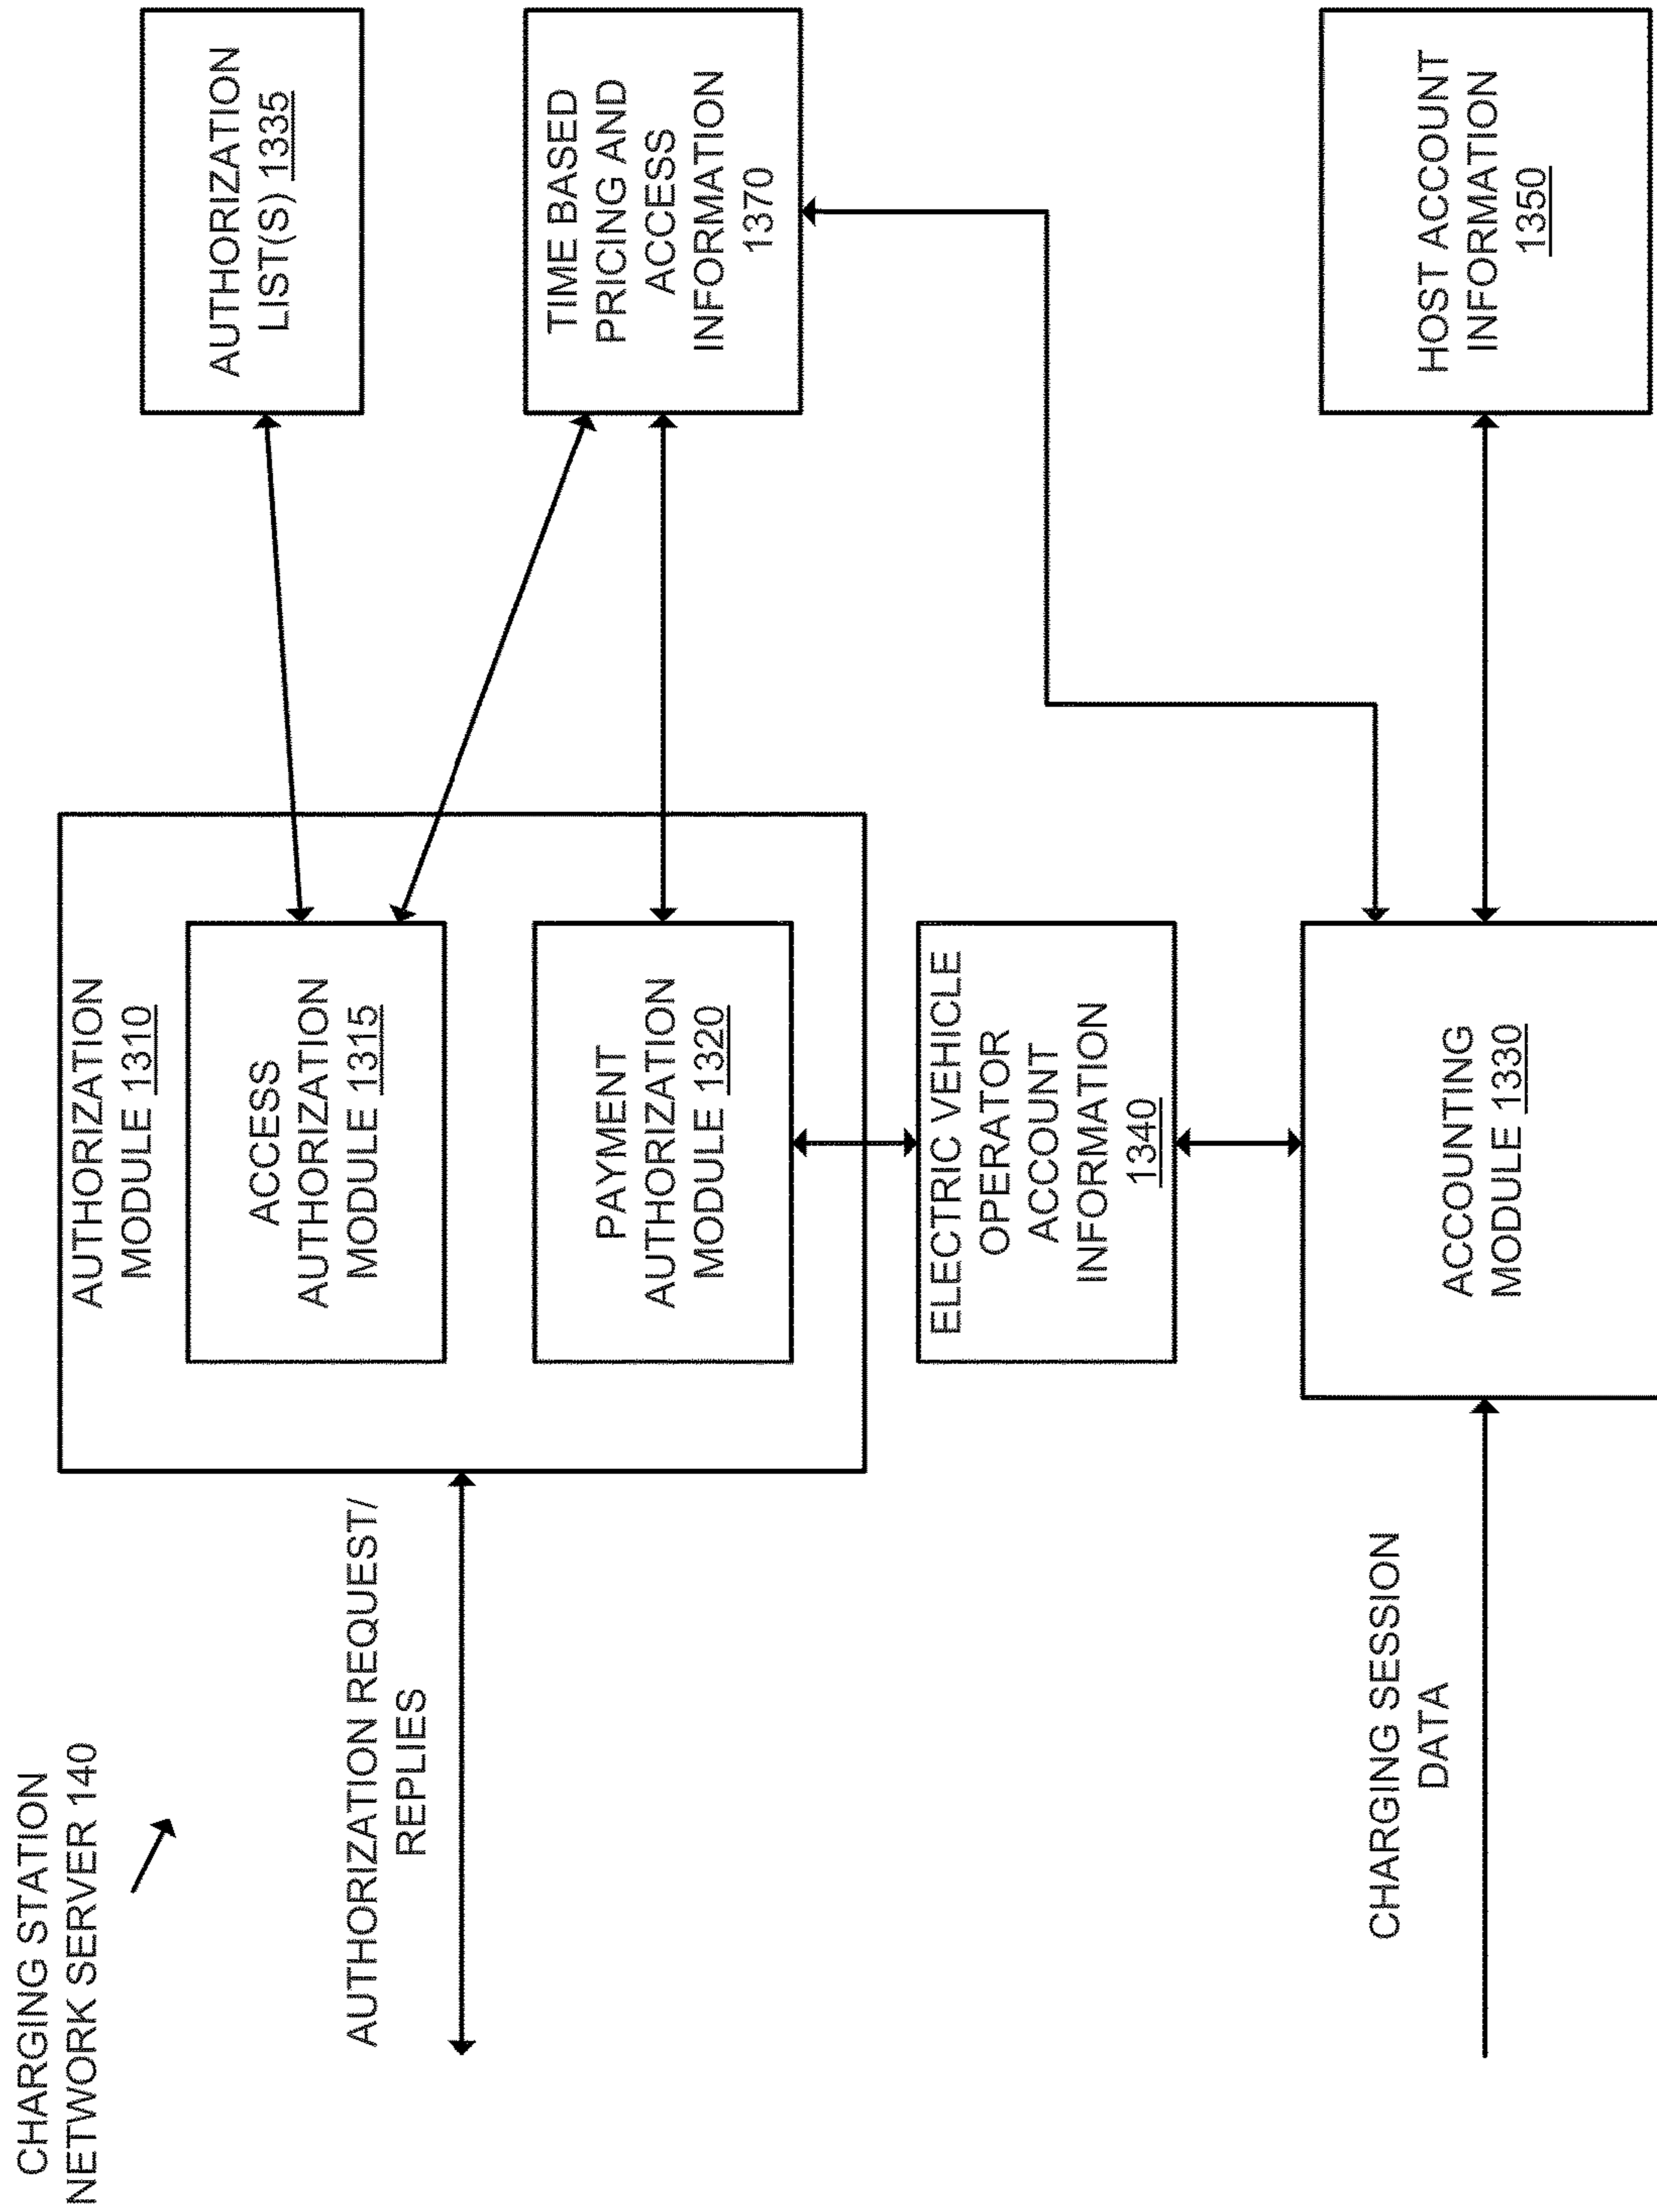 CHARGING STATION
NETWORK SERVER 140
AUTHORIZATION REQUEST/
REPLIES
AUTHORIZATION
MODULE 1310
ACCESS
AUTHORIZATION
MODULE 1315
PAYMENT
AUTHORIZATION
MODULE 1320
AUTHORIZATION
LIST(S) 1335
TIME BASED
PRICING AND
ACCESS
INFORMATION
1370
ELECTRIC VEHICLE
OPERATOR
ACCOUNT
INFORMATION
1340
CHARGING SESSION
DATA
ACCOUNTING
MODULE 1330
HOST ACCOUNT
INFORMATION
1350